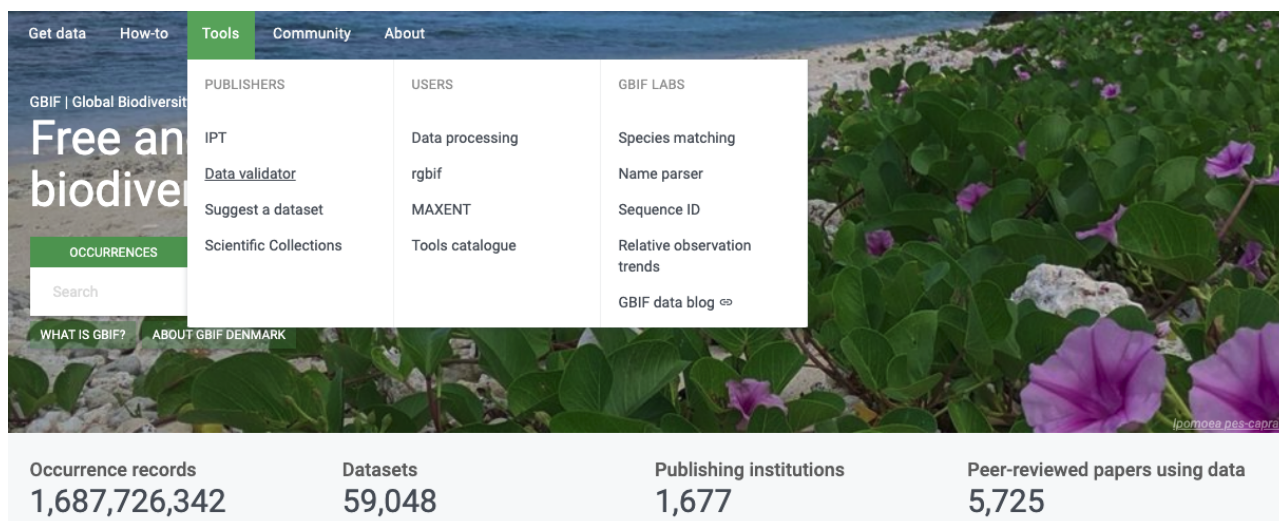 Get data How-to Tools Community About
PUBLISHERS USERS GBIF LABS
GBIF | Global Biodiversit
Free an
biodive
IPT Data processing Species matching
Data validator rgbif Name parser
Suggest a dataset MAXENT Sequence ID
Scientific Collections Tools catalogue Relative observation
trends
GBIF data blog
OCCURRENCES
Search
WHAT IS GBIF? ABOUT GBIF DENMARK
Ipomoea pes-capra
Occurrence records Datasets Publishing institutions Peer-reviewed papers using data
1,687,726,342 59,048 1,677 5,725